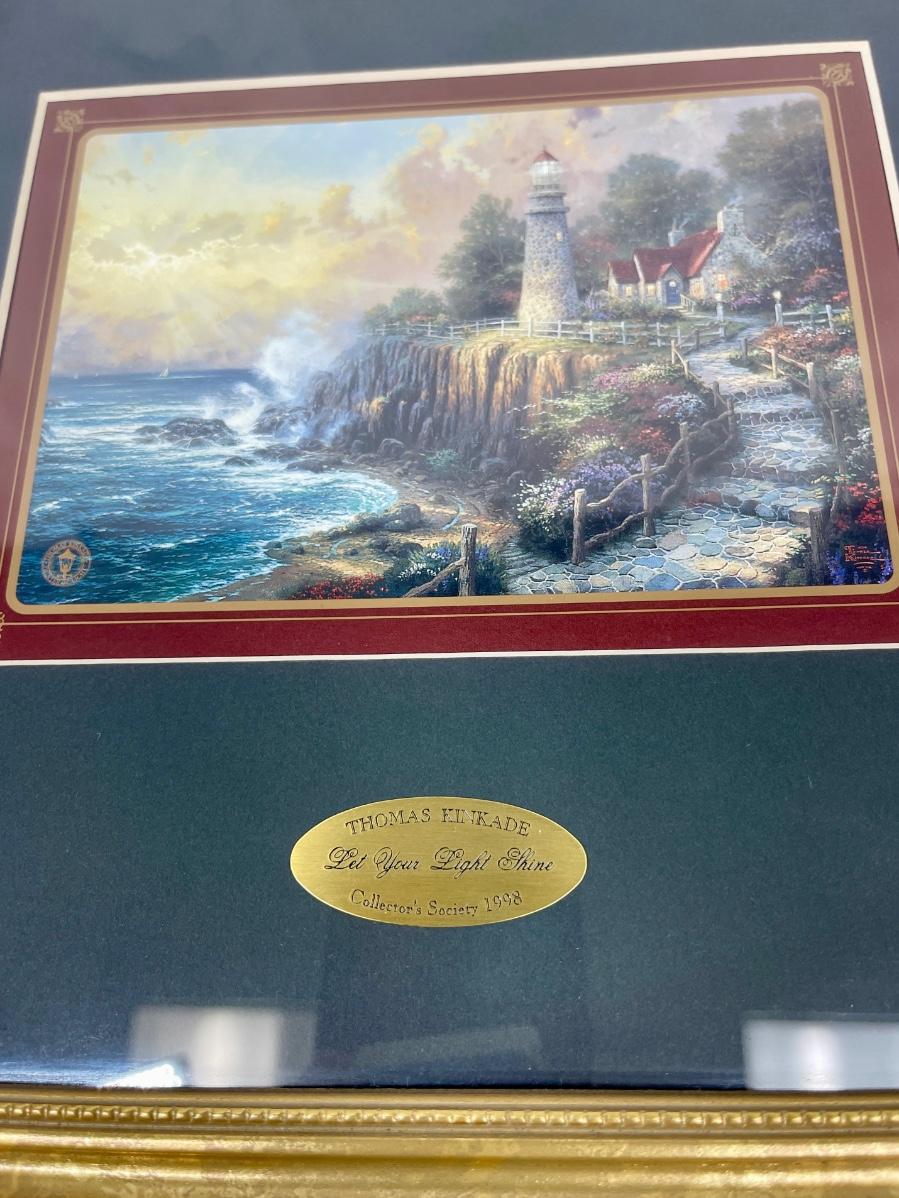 THOMAS KINKADE
Let Your Light Shine
Collector's Society 1998